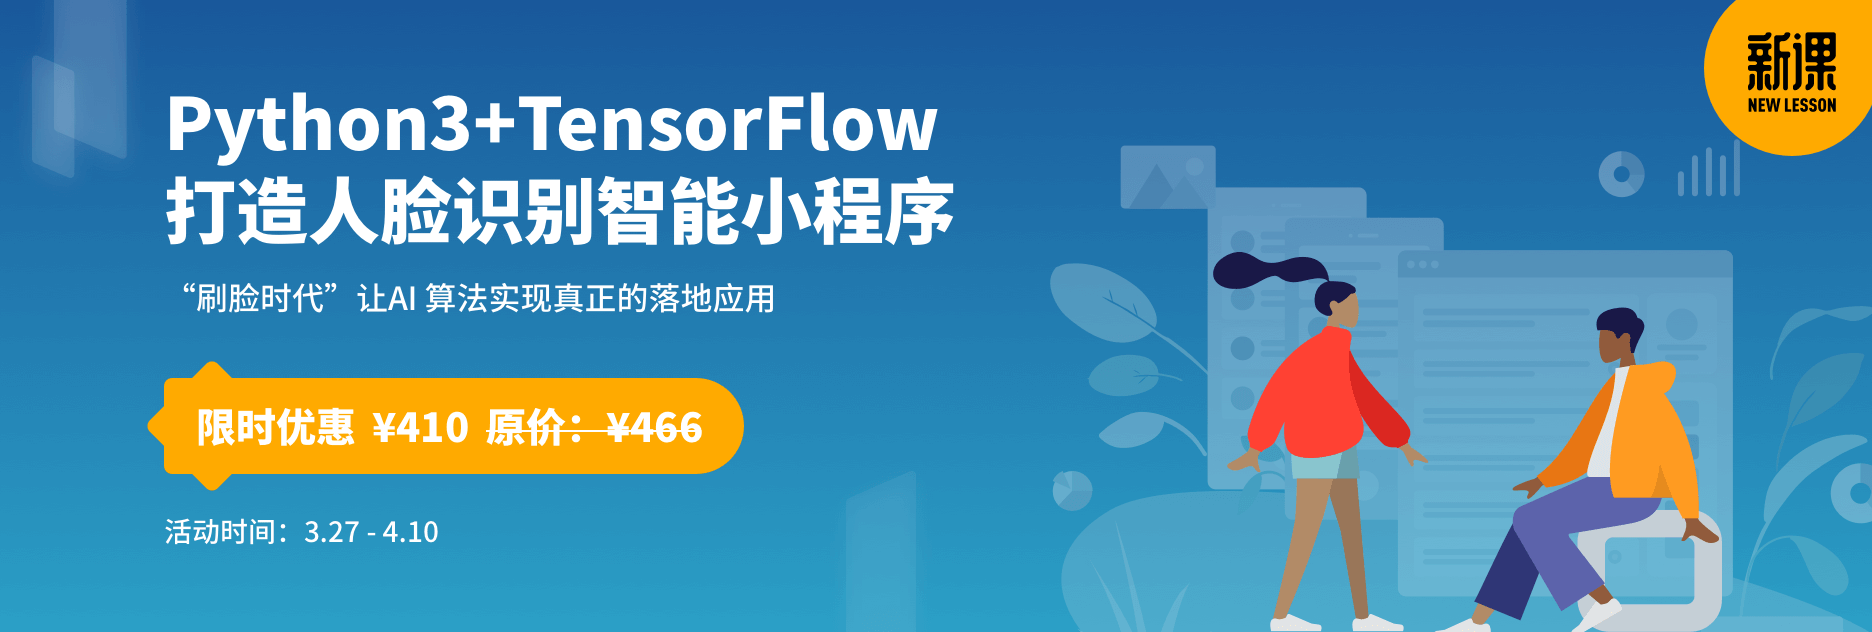 新课
NEW LESSON
Python3+TensorFlow
打造人脸识别智能小程序
“刷脸时代”让AI 算法实现真正的落地应用
限时优惠 ¥410 原价：¥466
活动时间：3.27 - 4.10